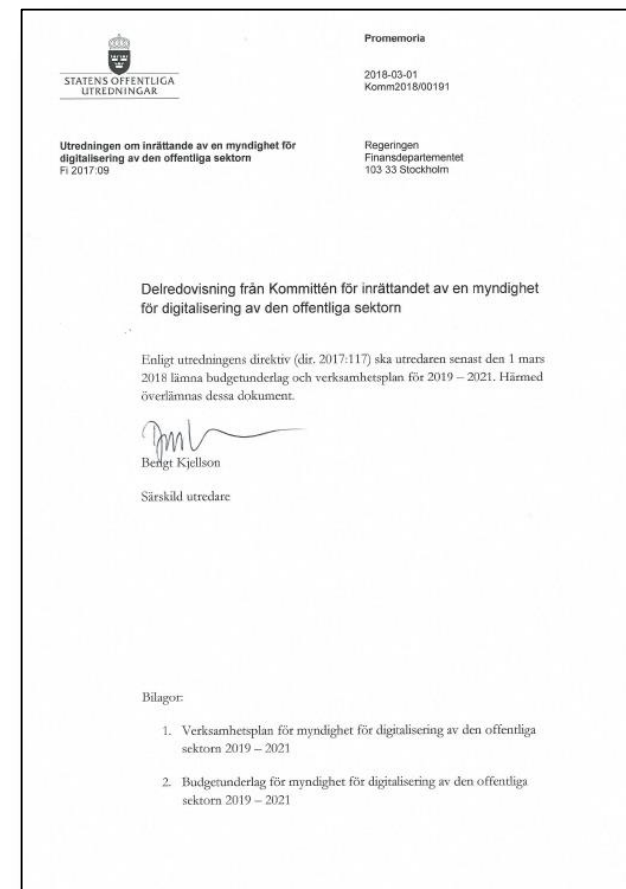 Promemoria
STATENS OFFENTLIGA
UTREDNINGAR
2018-03-01
Komm2018/00191
Utredningen om inrättande av en myndighet för
digitalisering av den offentliga sektorn
Fi 2017:09
Regeringen
Finansdepartementet
103 33 Stockholm
Delredovisning från Kommittén för inrättandet av en myndighet
för digitalisering av den offentliga sektorn
Enligt utredningens direktiv (dir. 2017:117) ska utredaren senast den 1 mars
2018 lämna budgetunderlag och verksamhetsplan för 2019 – 2021. Härmed
överlämnas dessa dokument.
Bengt Kjellson
Särskild utredare
Bilagor:
1. Verksamhetsplan för myndighet för digitalisering av den offentliga
sektorn 2019 – 2021
2. Budgetunderlag för myndighet för digitalisering av den offentliga
sektorn 2019 – 2021